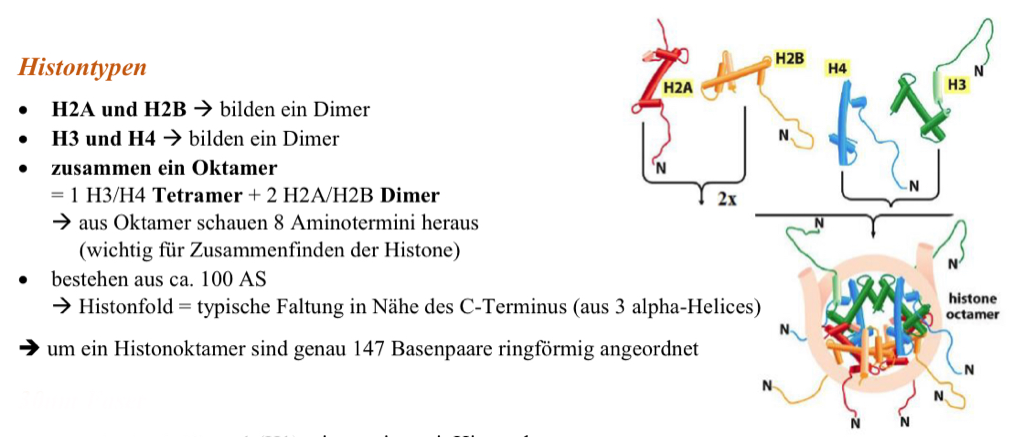 Histontypen
• H2A und H2B → bilden ein Dimer
• H3 und H4 → bilden ein Dimer
• zusammen ein Oktamer
= 1 H3/H4 Tetramer + 2 H2A/H2B Dimer
→ aus Oktamer schauen 8 Aminotermini heraus
(wichtig für Zusammenfinden der Histone)
• bestehen aus ca. 100 AS
→ Histonfold = typische Faltung in Nähe des C-Terminus (aus 3 alpha-Helices)
➔ um ein Histonoktamer sind genau 147 Basenpaare ringförmig angeordnet
H2A
H2B
H4
H3
N
N
N
N
2x
N
N
histone
octamer
N
N
N
N
N
N